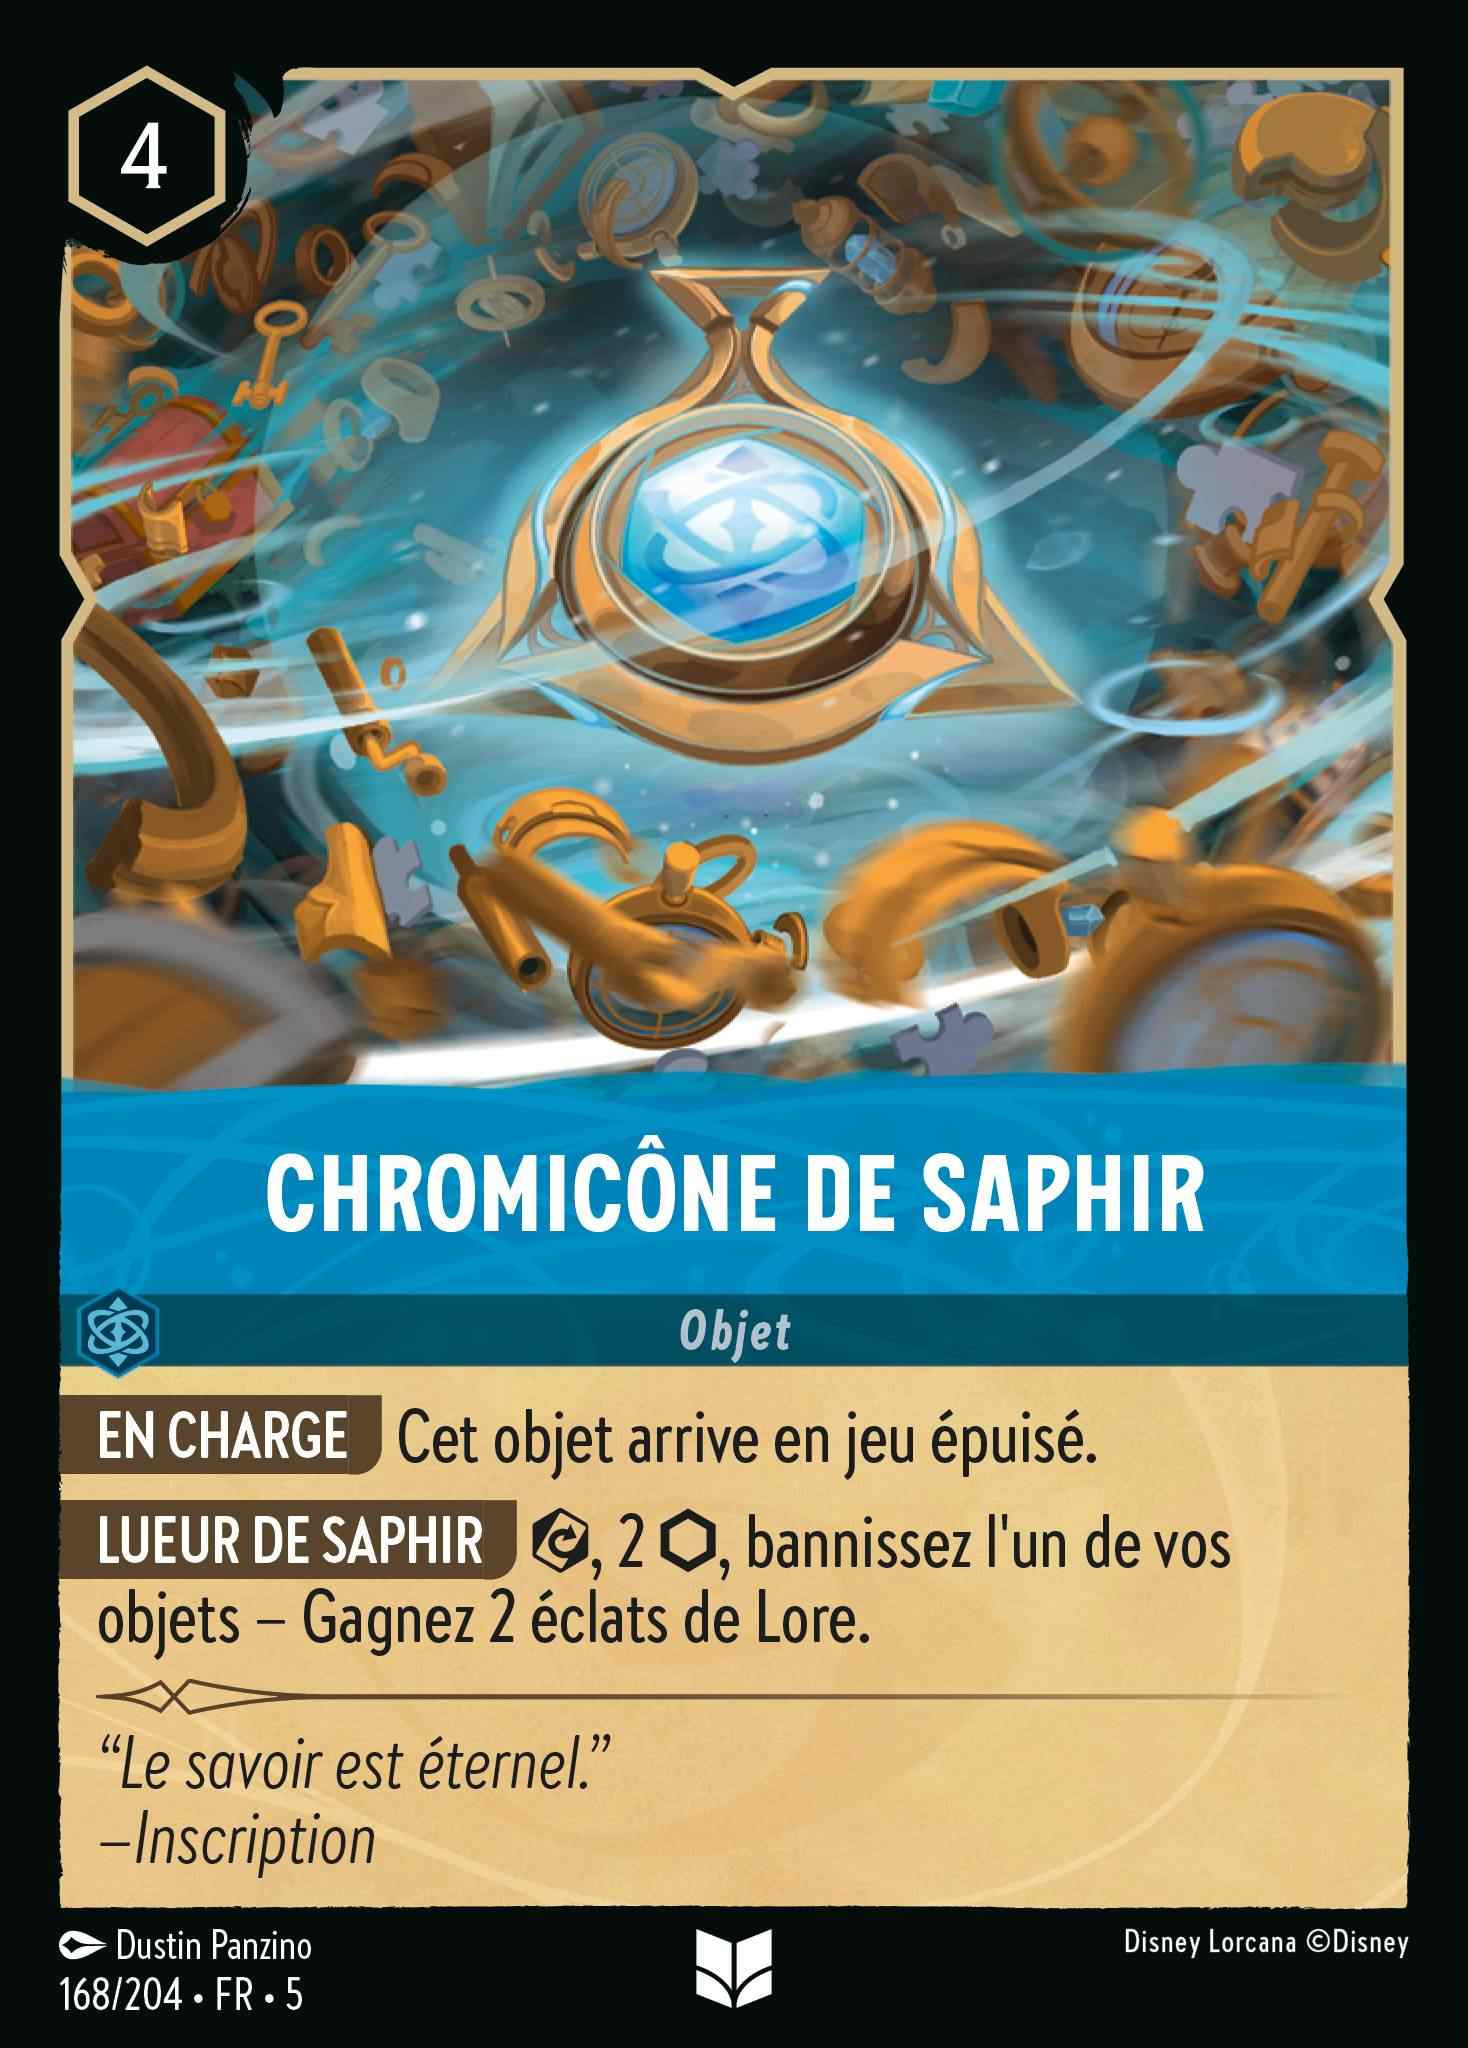 4
CHROMICÔNE DE SAPHIR
Objet
EN CHARGE Cet objet arrive en jeu épuisé.
LUEUR DE SAPHIR , 2 , bannissez l'un de vos
objets – Gagnez 2 éclats de Lore.
“Le savoir est éternel.”
–Inscription
Dustin Panzino
Disney Lorcana ©Disney
168/204 • FR • 5